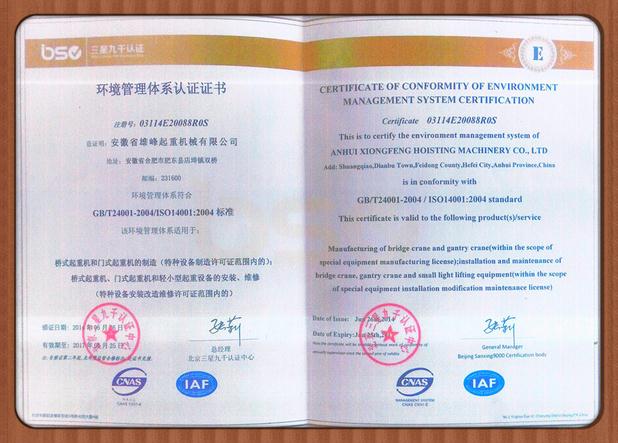 bsc 三星九千认证
环境管理体系认证证书
注册号: 03114E20088R0S
兹证明: 安徽省雄峰起重机械有限公司
地址: 安徽省合肥市肥东县店埠镇双桥
邮编: 231600
环境管理体系符合
GB/T24001-2004/ISO14001:2004 标准
该环境管理体系适用于:
桥式起重机和门式起重机的制造 (特种设备制造许可证范围内的);
桥式起重机、门式起重机和轻小型起重设备的安装、维修
(特种设备安装改造维修许可证范围内的)
颁证日期:
有效期至:
总经理
北京三星九千认证中心
CNAS
IAF
E
CERTIFICATE OF CONFORMITY OF ENVIRONMENT
MANAGEMENT SYSTEM CERTIFICATION
Certificate 03114E20088R0S
This is to certify the environment management system of
ANHUI XIONGFENG HOISTING MACHINERY CO., LTD
Add: Shuangqiao,Dianbu Town,Feidong County,Hefei City,Anhui Province,China
is in conformity with
GB/T24001-2004 / ISO14001:2004 standard
This certificate is valid to the following product(s)/service
Manufacturing of bridge crane and gantry crane(within the scope of
special equipment manufacturing license);installation and maintenance of
bridge crane, gantry crane and small light lifting equipment(within the scope
of special equipment installation modification maintenance license)
Date of Issue:
Date of Expiry:
General Manager
Beijing Sanxing9000 Certification body
CNAS
MANAGEMENT SYSTEM
IAF